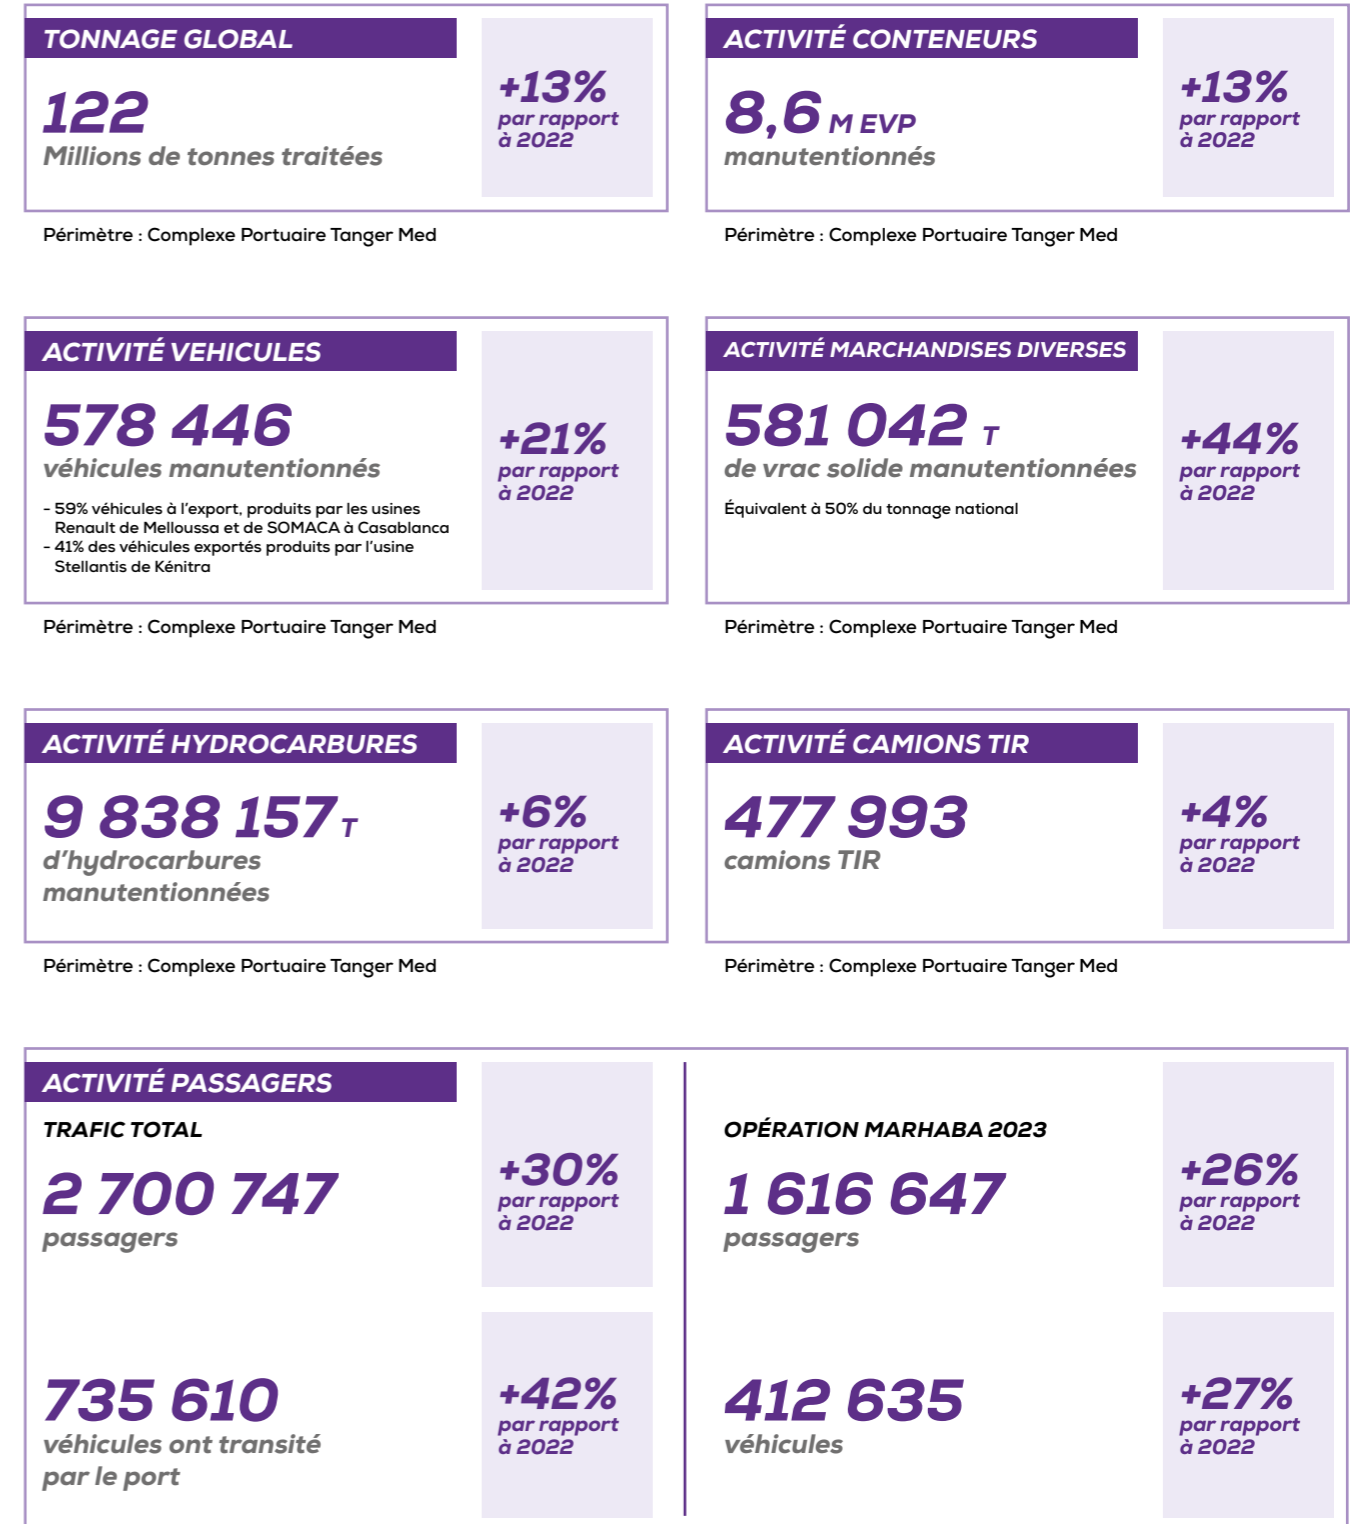 TONNAGE GLOBAL
122
Millions de tonnes traitées
+13%
par rapport
à 2022
Périmètre : Complexe Portuaire Tanger Med
ACTIVITÉ CONTENEURS
8,6 M EVP
manutentionnés
+13%
par rapport
à 2022
Périmètre : Complexe Portuaire Tanger Med
ACTIVITÉ VEHICULES
578 446
véhicules manutentionnés
- 59% véhicules à l'export, produits par les usines
Renault de Melloussa et de SOMACA à Casablanca
- 41% des véhicules exportés produits par l'usine
Stellantis de Kénitra
+21%
par rapport
à 2022
Périmètre : Complexe Portuaire Tanger Med
ACTIVITÉ MARCHANDISES DIVERSES
581 042 T
de vrac solide manutentionnées
Équivalent à 50% du tonnage national
+44%
par rapport
à 2022
Périmètre : Complexe Portuaire Tanger Med
ACTIVITÉ HYDROCARBURES
9 838 157 T
d'hydrocarbures
manutentionnées
+6%
par rapport
à 2022
Périmètre : Complexe Portuaire Tanger Med
ACTIVITÉ CAMIONS TIR
477 993
camions TIR
+4%
par rapport
à 2022
Périmètre : Complexe Portuaire Tanger Med
ACTIVITÉ PASSAGERS
TRAFIC TOTAL
2 700 747
passagers
+30%
par rapport
à 2022
735 610
véhicules ont transité
par le port
+42%
par rapport
à 2022
OPÉRATION MARHABA 2023
1 616 647
passagers
+26%
par rapport
à 2022
412 635
véhicules
+27%
par rapport
à 2022